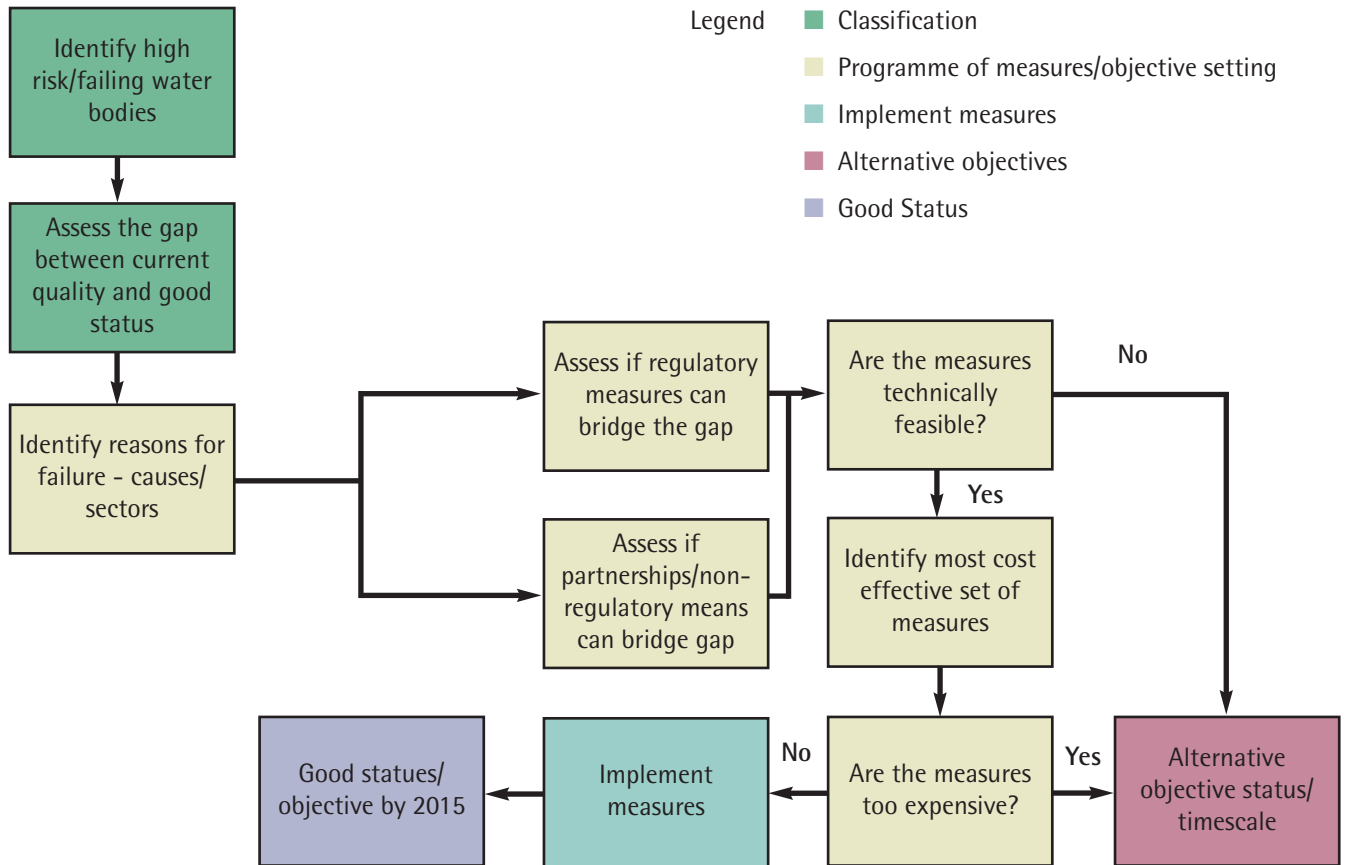 Identify high
risk/failing water
bodies
Legend
Classification
Programme of measures/objective setting
Implement measures
Alternative objectives
Good Status
Assess the gap
between current
quality and good
status
Identify reasons for
failure - causes/
sectors
Assess if regulatory
measures can
bridge the gap
Assess if
partnerships/non-
regulatory means
can bridge gap
Are the measures
technically
feasible?
No
Yes
Identify most cost
effective set of
measures
Are the measures
too expensive?
No
Yes
Implement
measures
Good statues/
objective by 2015
Alternative
objective status/
timescale